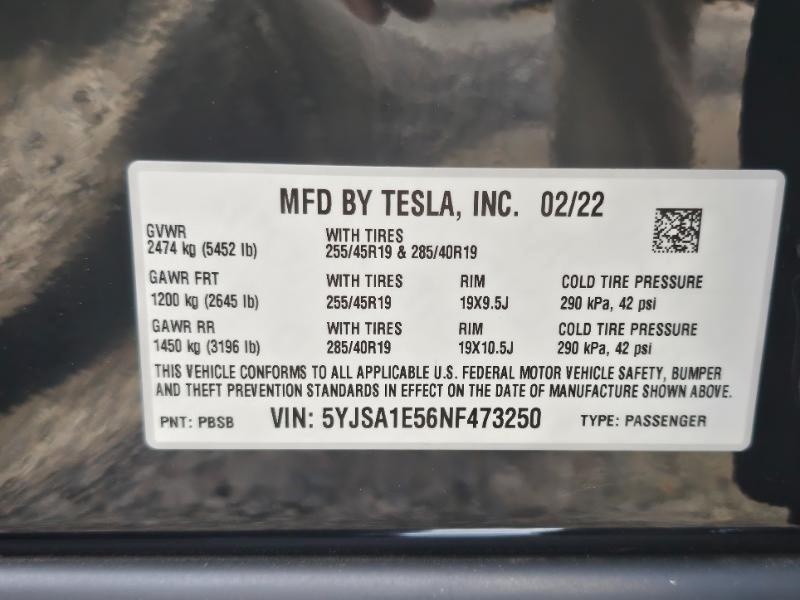 MFD BY TESLA, INC. 02/22
GVWR WITH TIRES
2474 kg (5452 lb) 255/45R19 & 285/40R19
GAWR FRT WITH TIRES RIM COLD TIRE PRESSURE
1200 kg (2645 lb) 255/45R19 19X9.5J 290 kPa, 42 psi
GAWR RR WITH TIRES RIM COLD TIRE PRESSURE
1450 kg (3196 lb) 285/40R19 19X10.5J 290 kPa, 42 psi
THIS VEHICLE CONFORMS TO ALL APPLICABLE U.S. FEDERAL MOTOR VEHICLE SAFETY, BUMPER
AND THEFT PREVENTION STANDARDS IN EFFECT ON THE DATE OF MANUFACTURE SHOWN ABOVE.
PNT: PBSB VIN: 5YJSA1E56NF473250 TYPE: PASSENGER